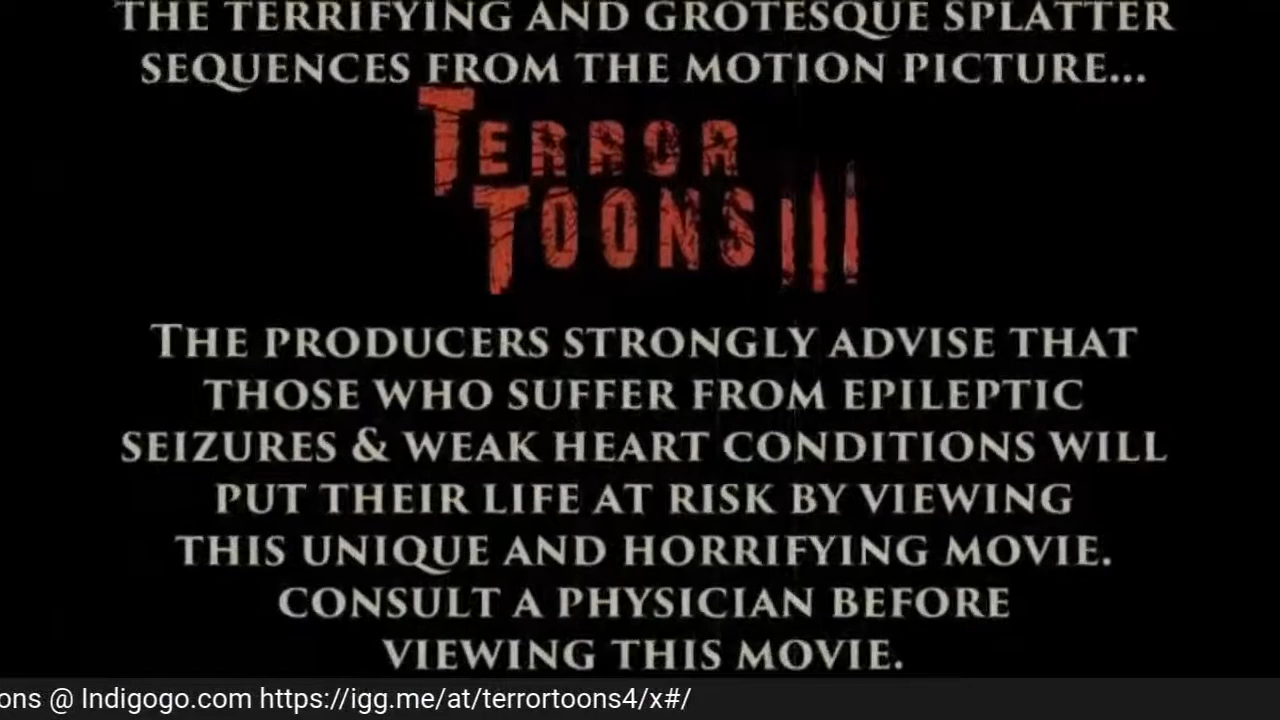 THE TERRIFYING AND GROTESQUE SPLATTER
SEQUENCES FROM THE MOTION PICTURE...
TERROR
TOONS III
THE PRODUCERS STRONGLY ADVISE THAT
THOSE WHO SUFFER FROM EPILEPTIC
SEIZURES & WEAK HEART CONDITIONS WILL
PUT THEIR LIFE AT RISK BY VIEWING
THIS UNIQUE AND HORRIFYING MOVIE.
CONSULT A PHYSICIAN BEFORE
VIEWING THIS MOVIE.
ons @ Indigogo.com https://igg.me/at/terrortoons4/x#/